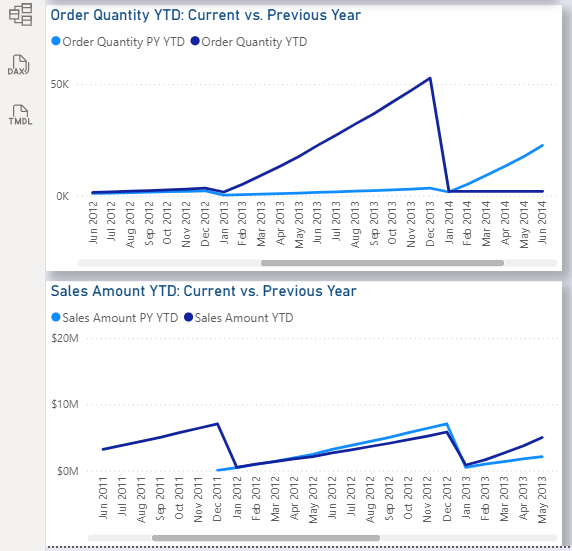 DAX
TMDL
Order Quantity YTD: Current vs. Previous Year
Order Quantity PY YTD Order Quantity YTD
50K
0K
Jun 2012 Jul 2012 Aug 2012 Sep 2012 Oct 2012 Nov 2012 Dec 2012 Jan 2013 Feb 2013 Mar 2013 Apr 2013 May 2013 Jun 2013 Jul 2013 Aug 2013 Sep 2013 Oct 2013 Nov 2013 Dec 2013 Jan 2014 Feb 2014 Mar 2014 Apr 2014 May 2014 Jun 2014
Sales Amount YTD: Current vs. Previous Year
Sales Amount PY YTD Sales Amount YTD
$20M
$10M
$0M
Jun 2011 Jul 2011 Aug 2011 Sep 2011 Oct 2011 Nov 2011 Dec 2011 Jan 2012 Feb 2012 Mar 2012 Apr 2012 May 2012 Jun 2012 Jul 2012 Aug 2012 Sep 2012 Oct 2012 Nov 2012 Dec 2012 Jan 2013 Feb 2013 Mar 2013 Apr 2013 May 2013